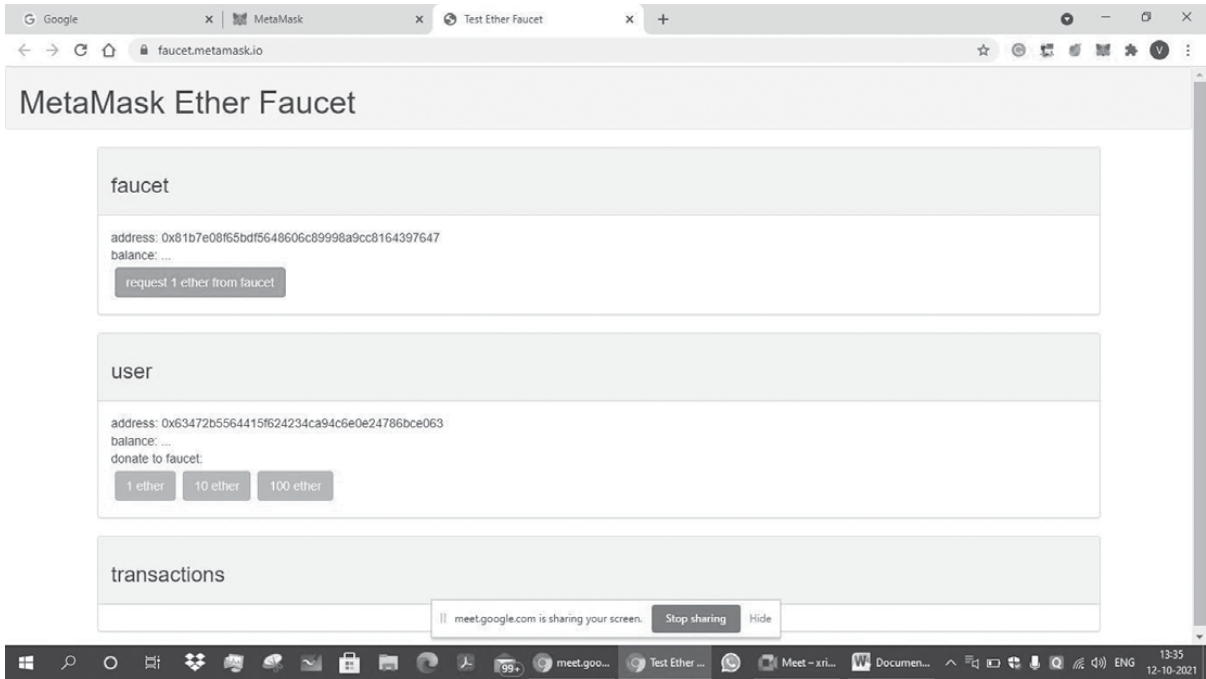 Google
MetaMask
Test Ether Faucet
faucet.metamask.io
V
MetaMask Ether Faucet
faucet
address: 0x81b7e08f65bdf5648606c89998a9cc8164397647
balance: ...
request 1 ether from faucet
user
address: 0x63472b5564415f624234ca94c6e0e24786bce063
balance: ...
donate to faucet:
1 ether 10 ether 100 ether
transactions
meet.google.com is sharing your screen. Stop sharing Hide
99+ meet.goo... Test Ether ... Meet – xri... Documen... ENG
13:35
12-10-2021